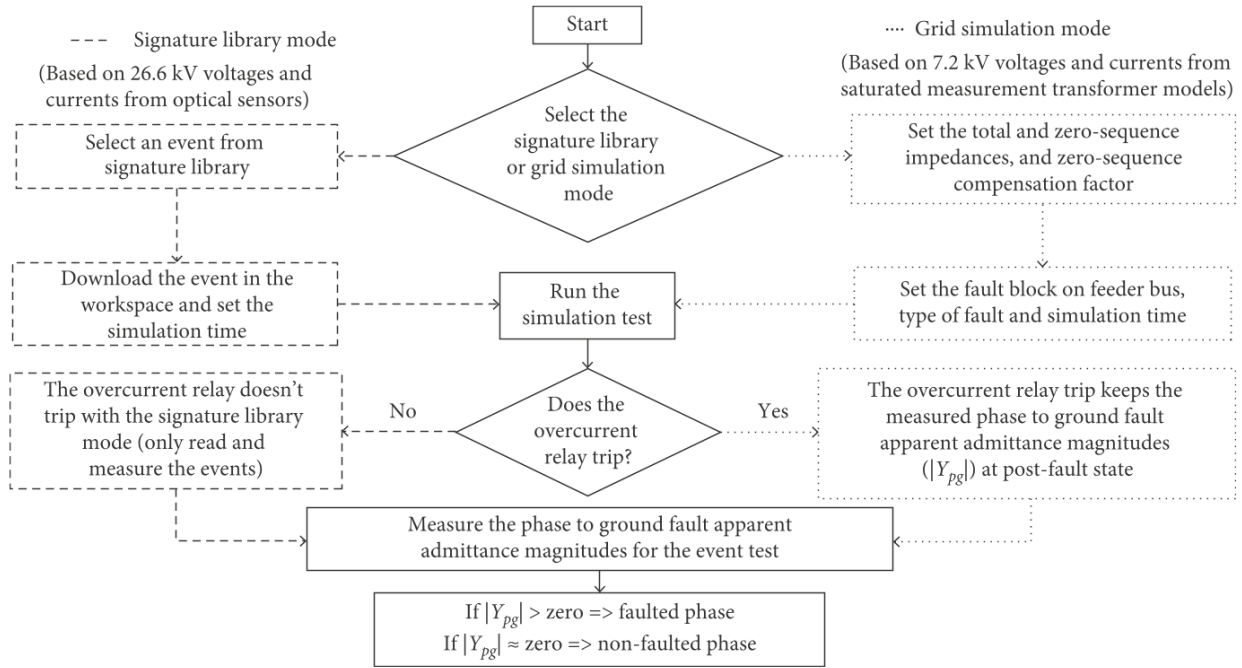 Start
--- Signature library mode
(Based on 26.6 kV voltages and
currents from optical sensors)
···· Grid simulation mode
(Based on 7.2 kV voltages and currents from
saturated measurement transformer models)
Select the
signature library
or grid simulation
mode
Select an event from
signature library
Set the total and zero-sequence
impedances, and zero-sequence
compensation factor
Download the event in the
workspace and set the
simulation time
Run the
simulation test
Set the fault block on feeder bus,
type of fault and simulation time
The overcurrent relay doesn't
trip with the signature library
mode (only read and
measure the events)
No
Does the
overcurrent
relay trip?
Yes
The overcurrent relay trip keeps the
measured phase to ground fault
apparent admittance magnitudes
(|Ypg|) at post-fault state
Measure the phase to ground fault apparent
admittance magnitudes for the event test
If |Ypg| > zero => faulted phase
If |Ypg| ≈ zero => non-faulted phase